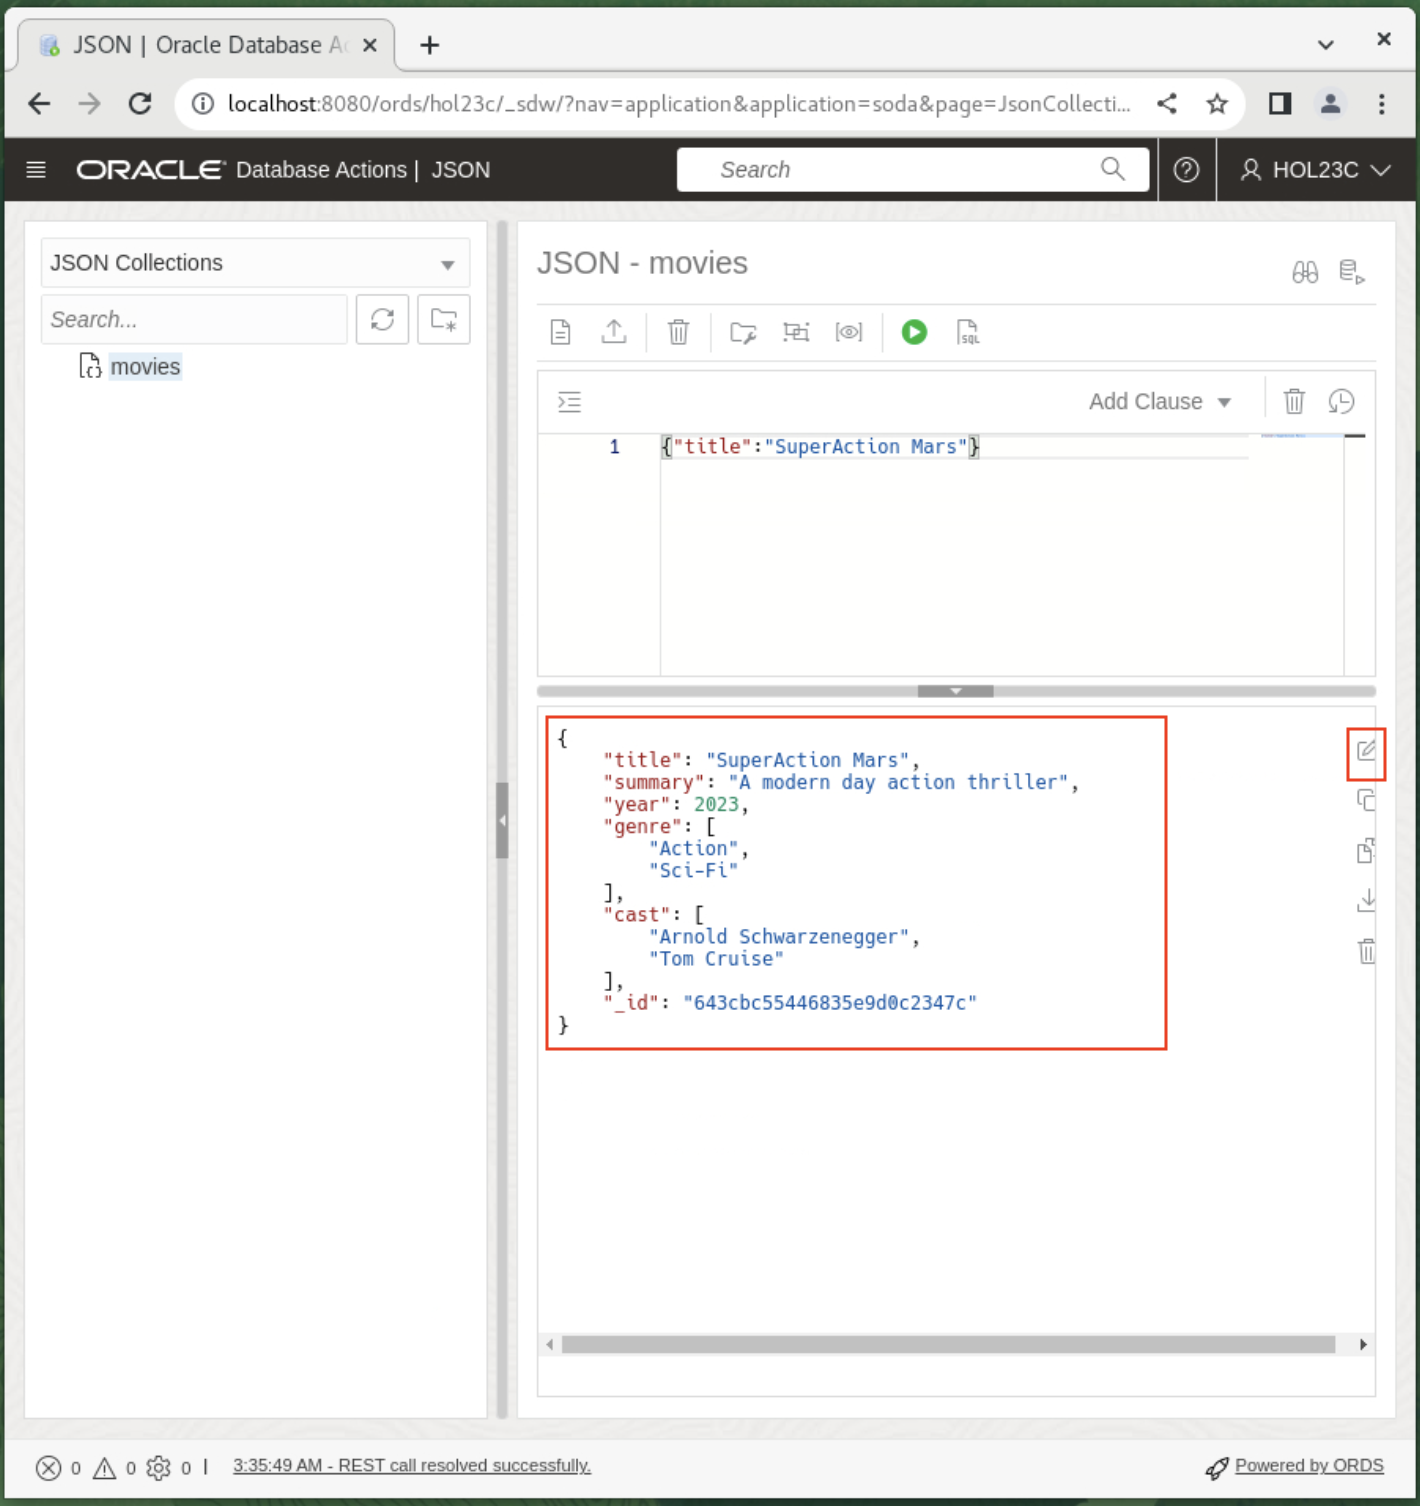 JSON | Oracle Database Ac
localhost:8080/ords/hol23c/_sdw/?nav=application&application=soda&page=JsonCollecti...
ORACLE Database Actions | JSON
Search
HOL23C
JSON Collections
Search...
movies
JSON - movies
SQL
Add Clause
1 {"title":"SuperAction Mars"}
{
"title": "SuperAction Mars",
"summary": "A modern day action thriller",
"year": 2023,
"genre": [
"Action",
"Sci-Fi"
],
"cast": [
"Arnold Schwarzenegger",
"Tom Cruise"
],
"_id": "643cbc55446835e9d0c2347c"
}
0 0 0 | 3:35:49 AM - REST call resolved successfully.
Powered by ORDS